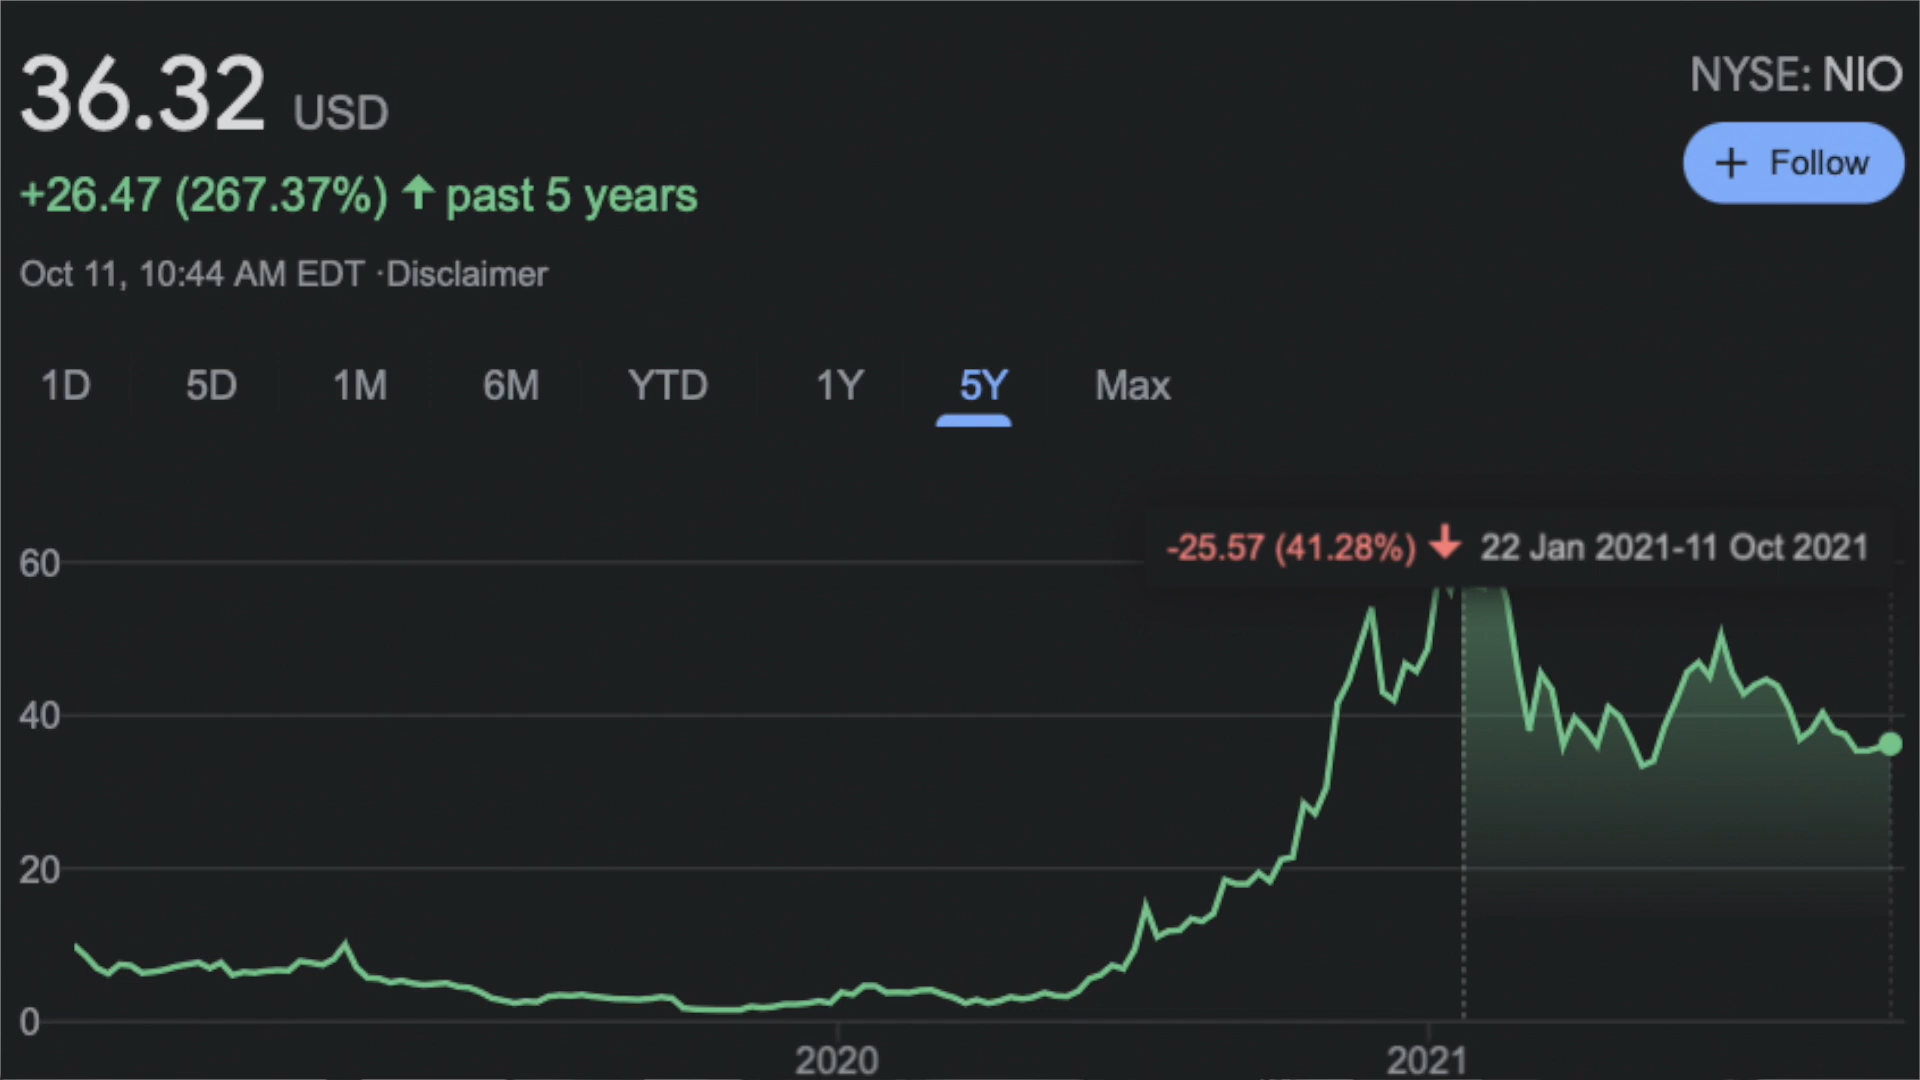 36.32 USD
NYSE: NIO
+ Follow
+26.47 (267.37%) ↑ past 5 years
Oct 11, 10:44 AM EDT ·Disclaimer
1D 5D 1M 6M YTD 1Y 5Y Max
-25.57 (41.28%) ↓ 22 Jan 2021-11 Oct 2021
60
40
20
0
2020 2021